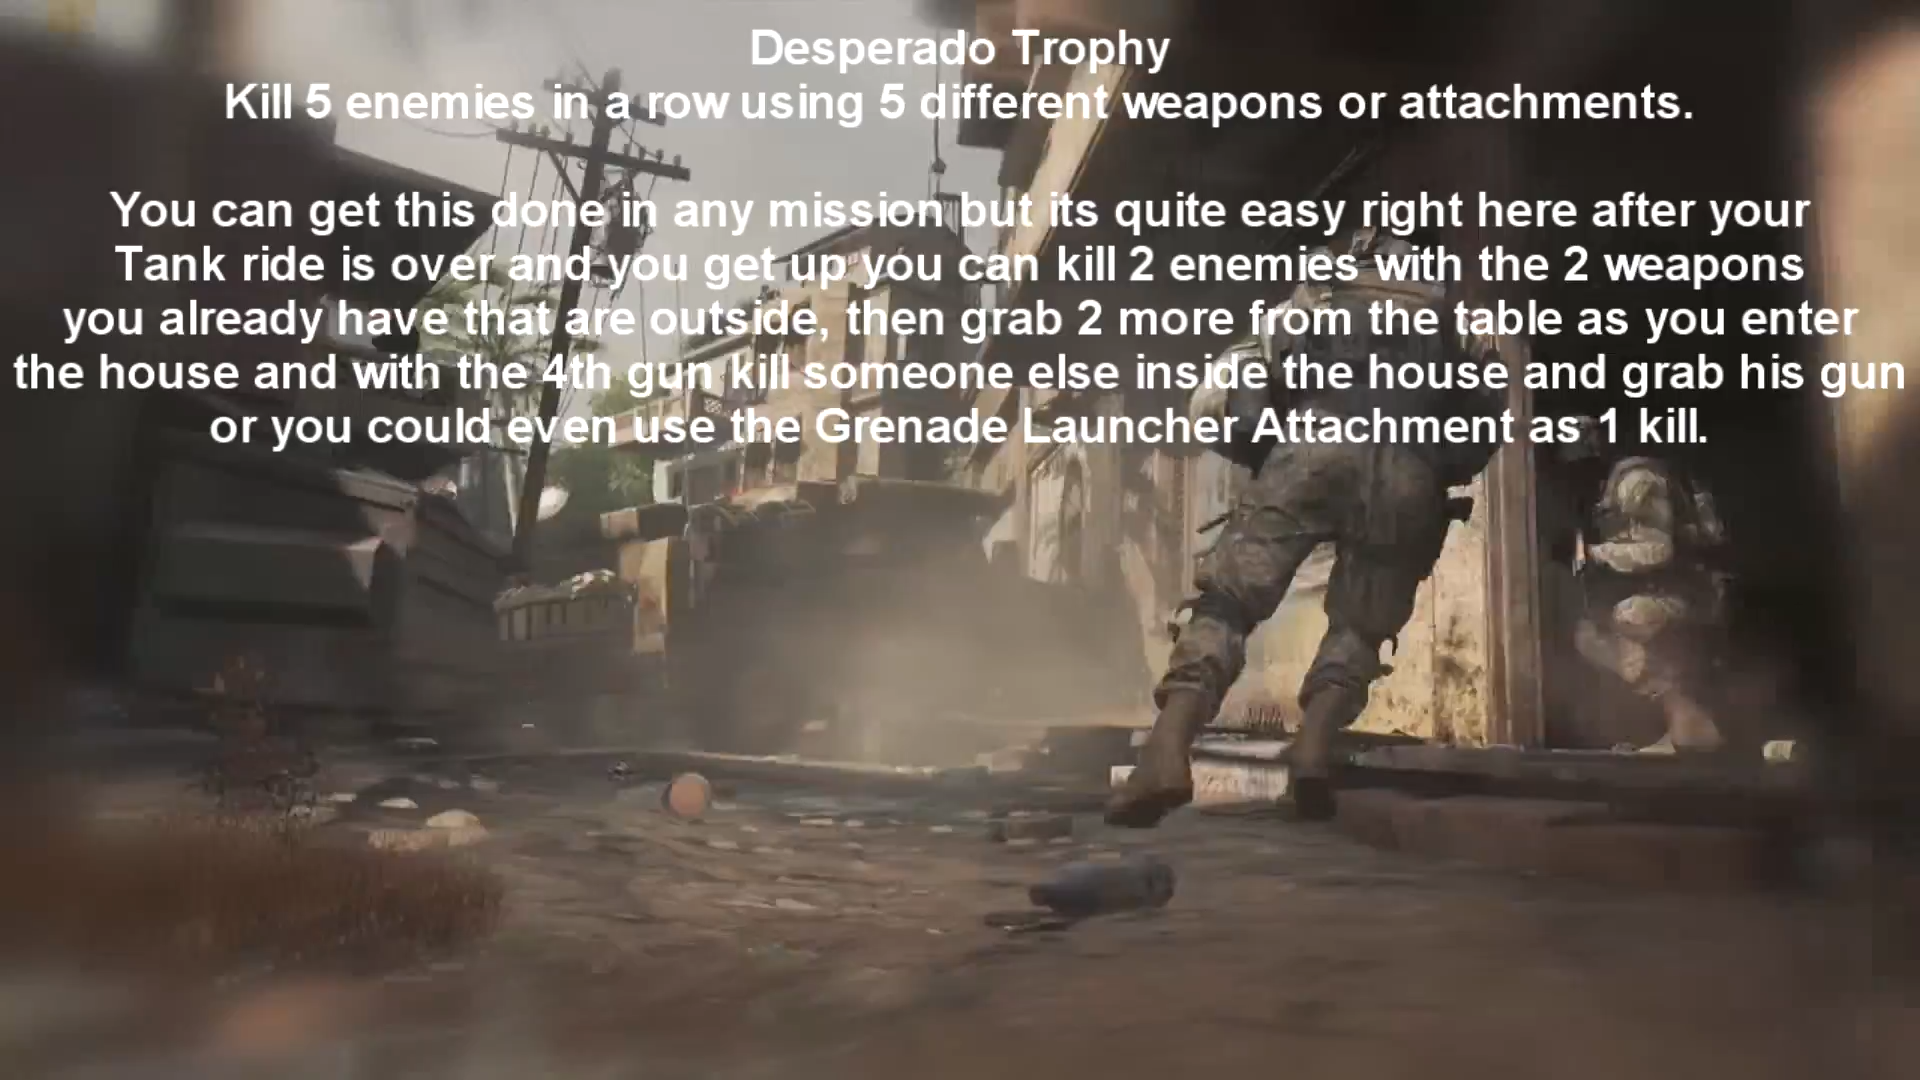 Desperado Trophy
Kill 5 enemies in a row using 5 different weapons or attachments.
You can get this done in any mission but its quite easy right here after your
Tank ride is over and you get up you can kill 2 enemies with the 2 weapons
you already have that are outside, then grab 2 more from the table as you enter
the house and with the 4th gun kill someone else inside the house and grab his gun
or you could even use the Grenade Launcher Attachment as 1 kill.